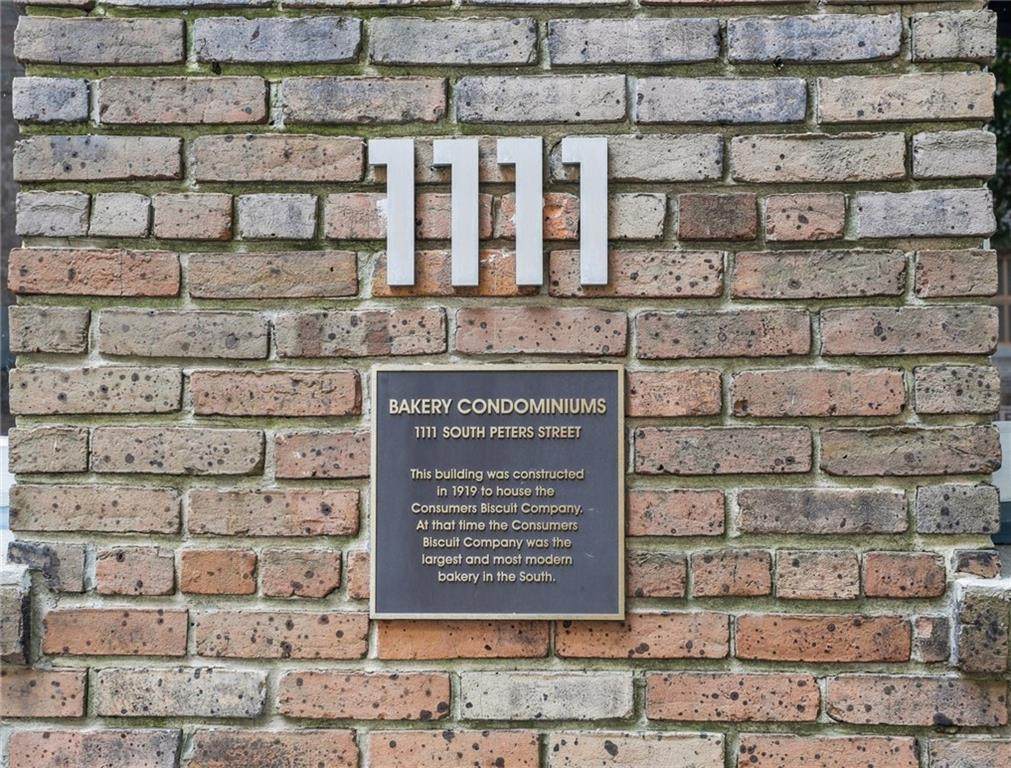 1111
BAKERY CONDOMINIUMS
1111 SOUTH PETERS STREET
This building was constructed
in 1919 to house the
Consumers Biscuit Company.
At that time the Consumers
Biscuit Company was the
largest and most modern
bakery in the South.